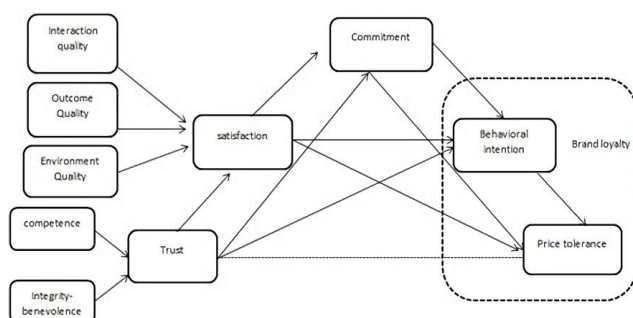 Interaction
quality
Commitment
Outcome
Quality
satisfaction
Behavioral
intention
Brand loyalty
Environment
Quality
competence
Trust
Price tolerance
Integrity-
benevolence